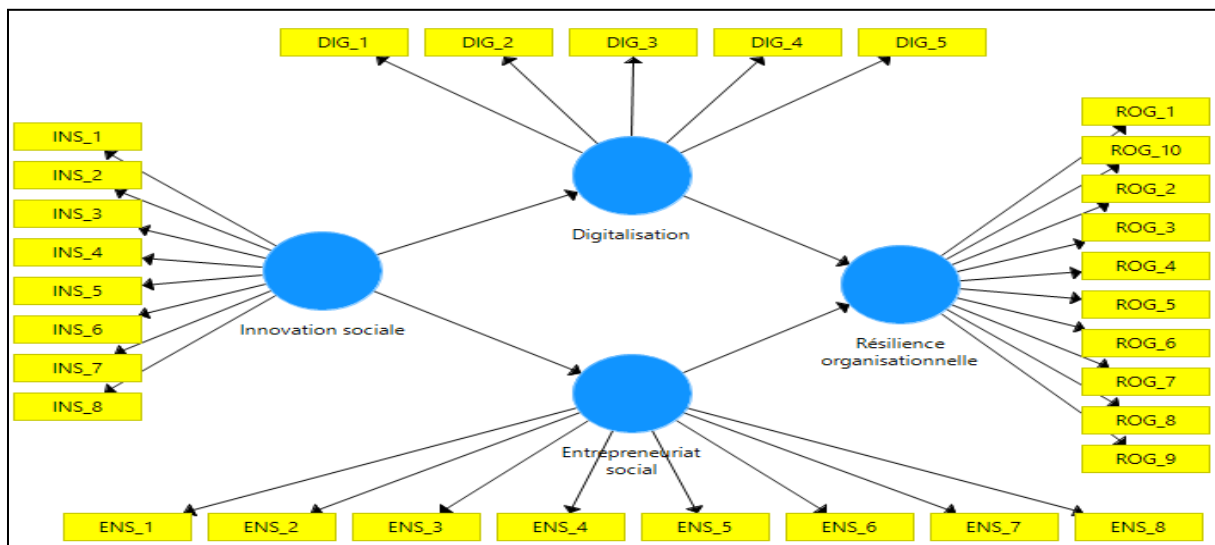 DIG_1
DIG_2
DIG_3
DIG_4
DIG_5
INS_1
INS_2
INS_3
INS_4
INS_5
INS_6
INS_7
INS_8
Innovation sociale
Digitalisation
Entrepreneuriat
social
Résilience
organisationnelle
ROG_1
ROG_10
ROG_2
ROG_3
ROG_4
ROG_5
ROG_6
ROG_7
ROG_8
ROG_9
ENS_1
ENS_2
ENS_3
ENS_4
ENS_5
ENS_6
ENS_7
ENS_8